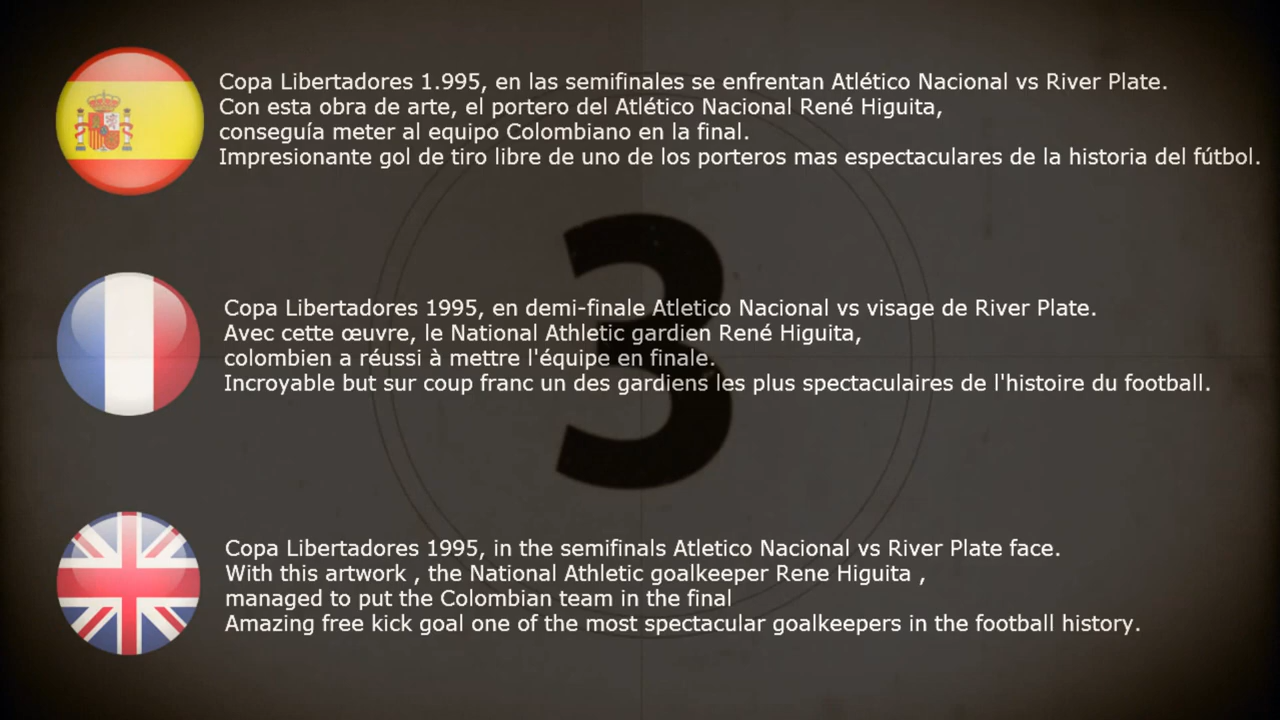 Copa Libertadores 1.995, en las semifinales se enfrentan Atlético Nacional vs River Plate.
Con esta obra de arte, el portero del Atlético Nacional René Higuita,
conseguía meter al equipo Colombiano en la final.
Impresionante gol de tiro libre de uno de los porteros mas espectaculares de la historia del fútbol.
3
Copa Libertadores 1995, en demi-finale Atletico Nacional vs visage de River Plate.
Avec cette œuvre, le National Athletic gardien René Higuita,
colombien a réussi à mettre l'équipe en finale.
Incroyable but sur coup franc un des gardiens les plus spectaculaires de l'histoire du football.
Copa Libertadores 1995, in the semifinals Atletico Nacional vs River Plate face.
With this artwork , the National Athletic goalkeeper Rene Higuita ,
managed to put the Colombian team in the final
Amazing free kick goal one of the most spectacular goalkeepers in the football history.